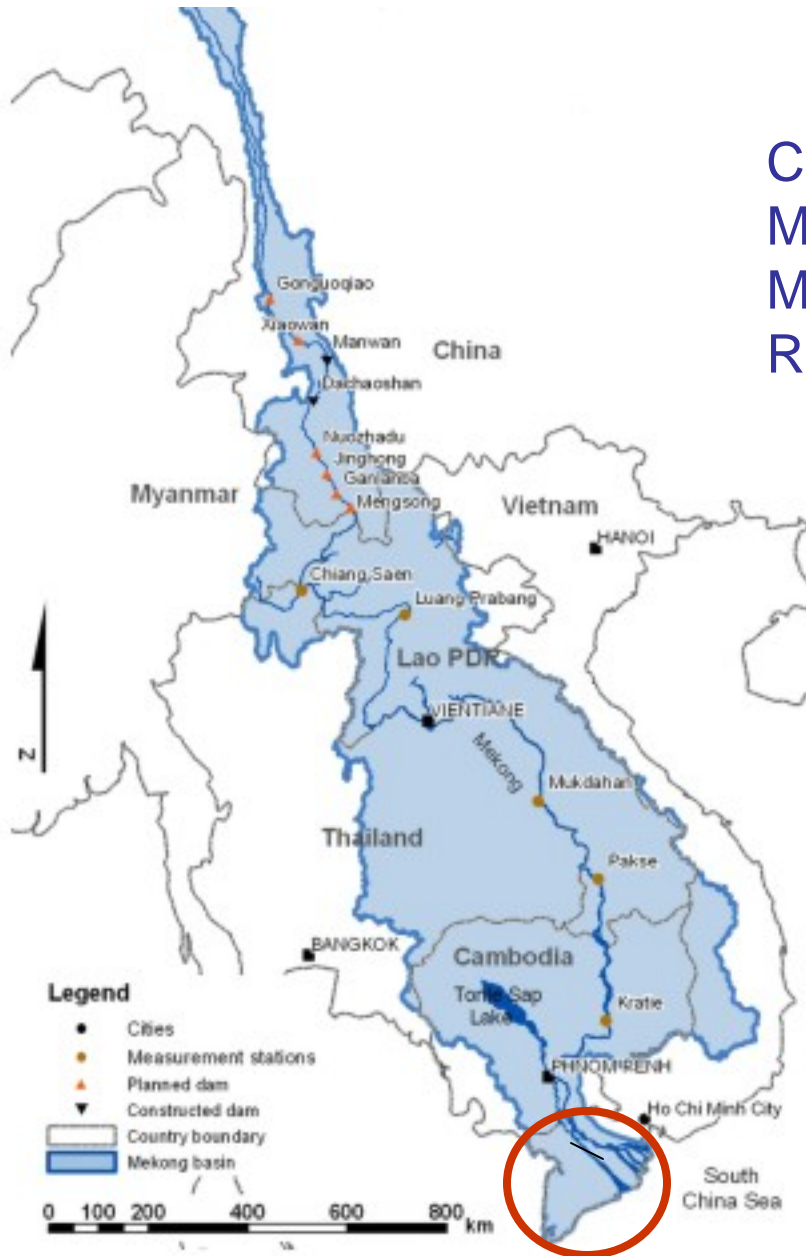 C
M
M
R
Gonguoqiao
Xiaowan
Manwan
China
Dachaoshan
Nuozhadu
Jinghong
Ganlanba
Mengsong
Myanmar
Vietnam
HANOI
Chiang Saen
Luang Prabang
Lao PDR
VIENTIANE
Mekong
Mukdahan
N
Thailand
Pakse
BANGKOK
Cambodia
Tonle Sap
Lake
Kratie
PHNOM PENH
Ho Chi Minh City
South
China Sea
Legend
Cities
Measurement stations
Planned dam
Constructed dam
Country boundary
Mekong basin
0 100 200 400 600 800 km